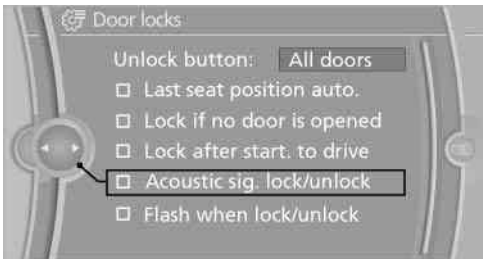 Door locks
Unlock button: All doors
Last seat position auto.
Lock if no door is opened
Lock after start. to drive
Acoustic sig. lock/unlock
Flash when lock/unlock